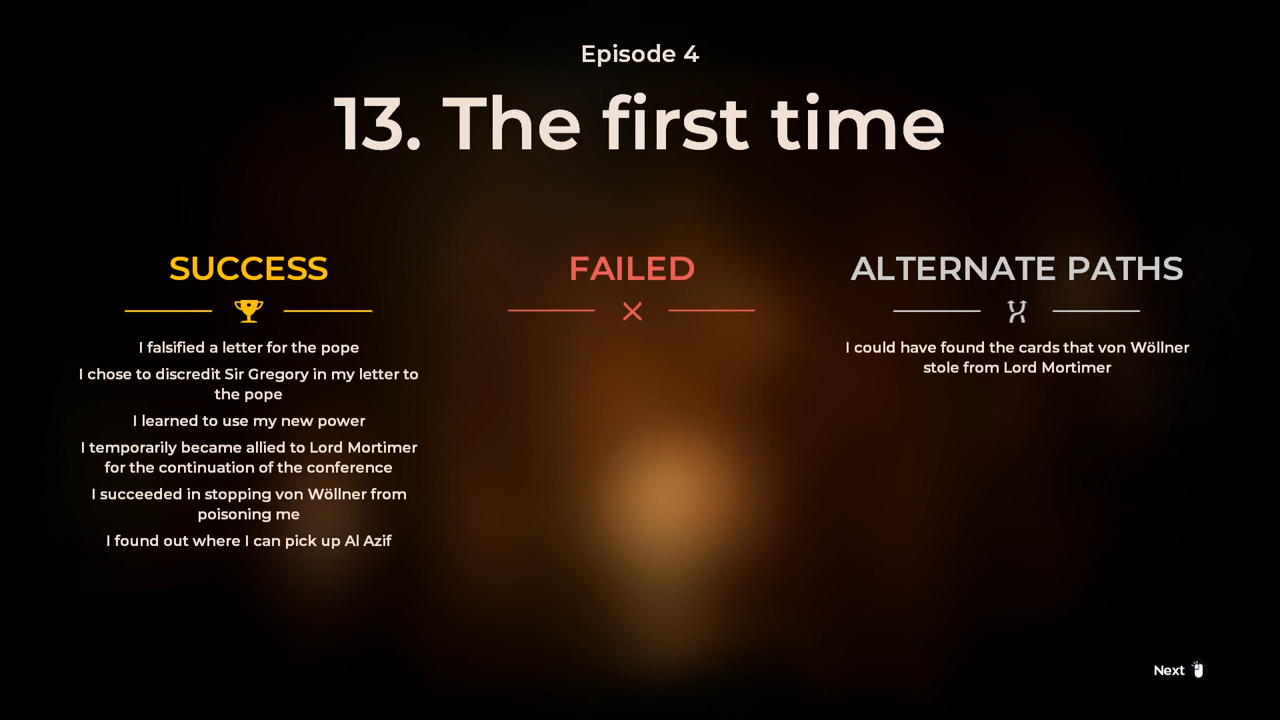 Episode 4
13. The first time
SUCCESS
I falsified a letter for the pope
I chose to discredit Sir Gregory in my letter to
the pope
I learned to use my new power
I temporarily became allied to Lord Mortimer
for the continuation of the conference
I succeeded in stopping von Wöllner from
poisoning me
I found out where I can pick up Al Azif
FAILED
ALTERNATE PATHS
I could have found the cards that von Wöllner
stole from Lord Mortimer
Next